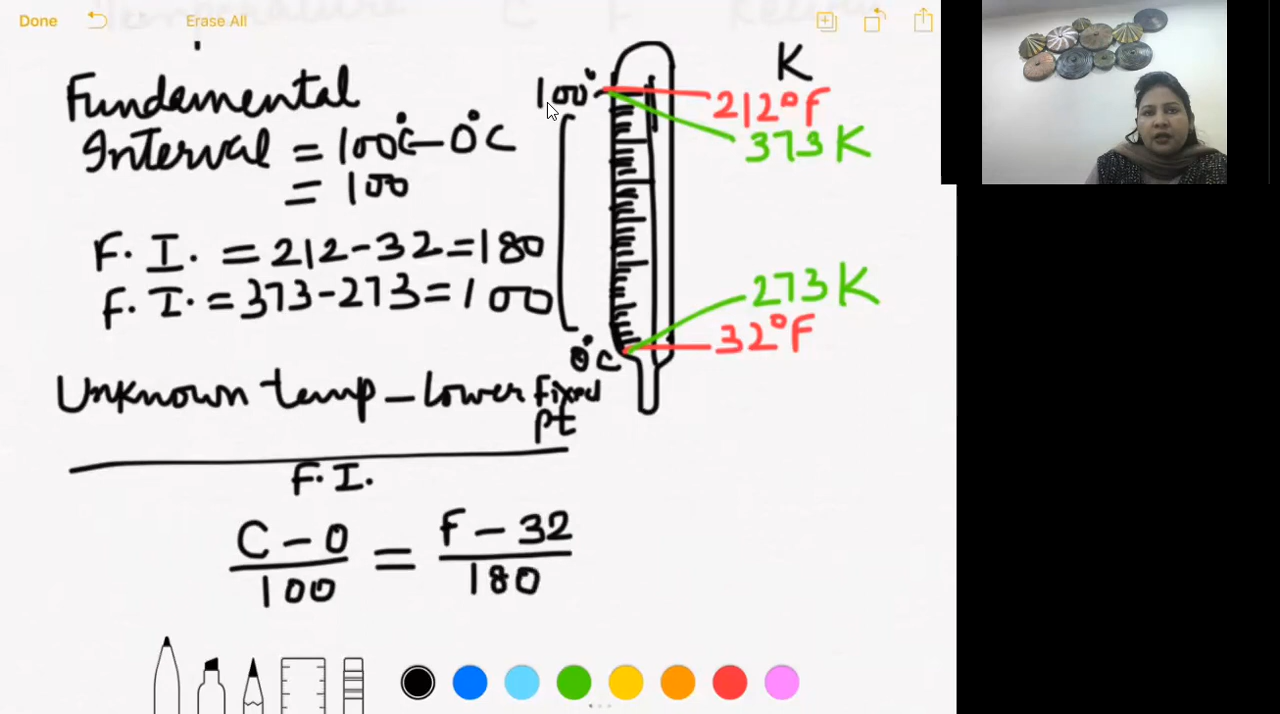 Done
Erase All
Fundamental
Interval = 100°C - 0°C
= 100
F. I. = 212-32=180
F. I. = 373-273=100
Unknown temp - Lower Fixed
pt
F. I.
C - 0 = F - 32
100 180
100°
K
212°F
373 K
273 K
32°F
0°C